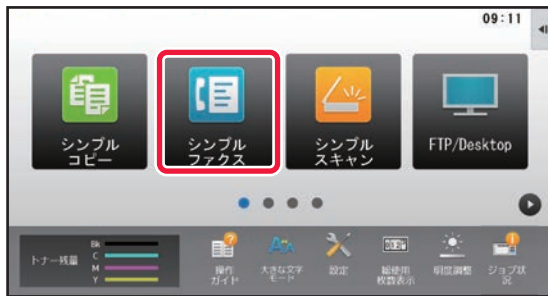 09:11
シンプル
コピー
シンプル
ファクス
シンプル
スキャン
FTP/Desktop
トナー残量
Bk
C
M
Y
操作
ガイド
大きな文字
モード
設定
総使用
枚数表示
明度調整
ジョブ状
況